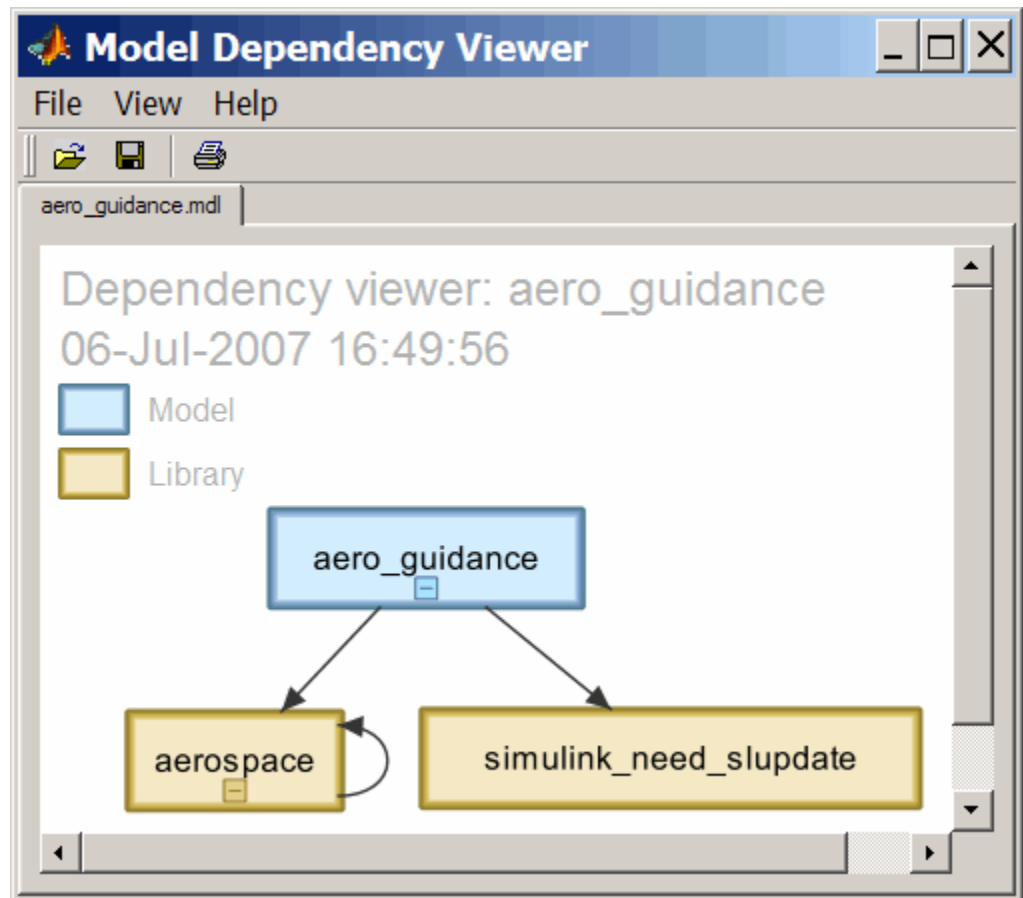 Model Dependency Viewer
File View Help
aero_guidance.mdl
Dependency viewer: aero_guidance
06-Jul-2007 16:49:56
Model
Library
aero_guidance
aerospace
simulink_need_slupdate